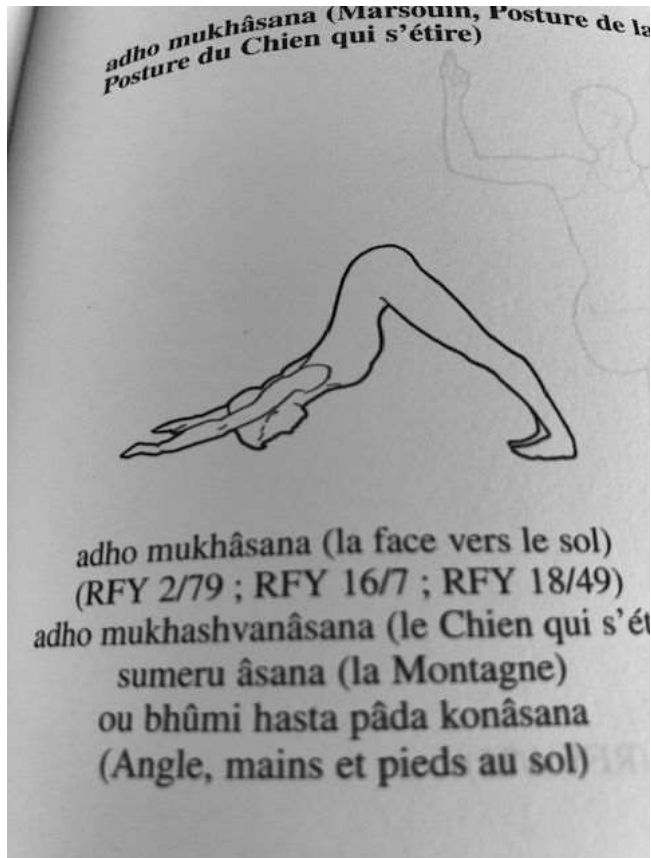 adho mukhâsana (Marsouin, Posture de la
Posture du Chien qui s'étire)
adho mukhâsana (la face vers le sol)
(RFY 2/79 ; RFY 16/7 ; RFY 18/49)
adho mukhashvanâsana (le Chien qui s'ét
sumeru âsana (la Montagne)
ou bhûmi hasta pâda konâsana
(Angle, mains et pieds au sol)